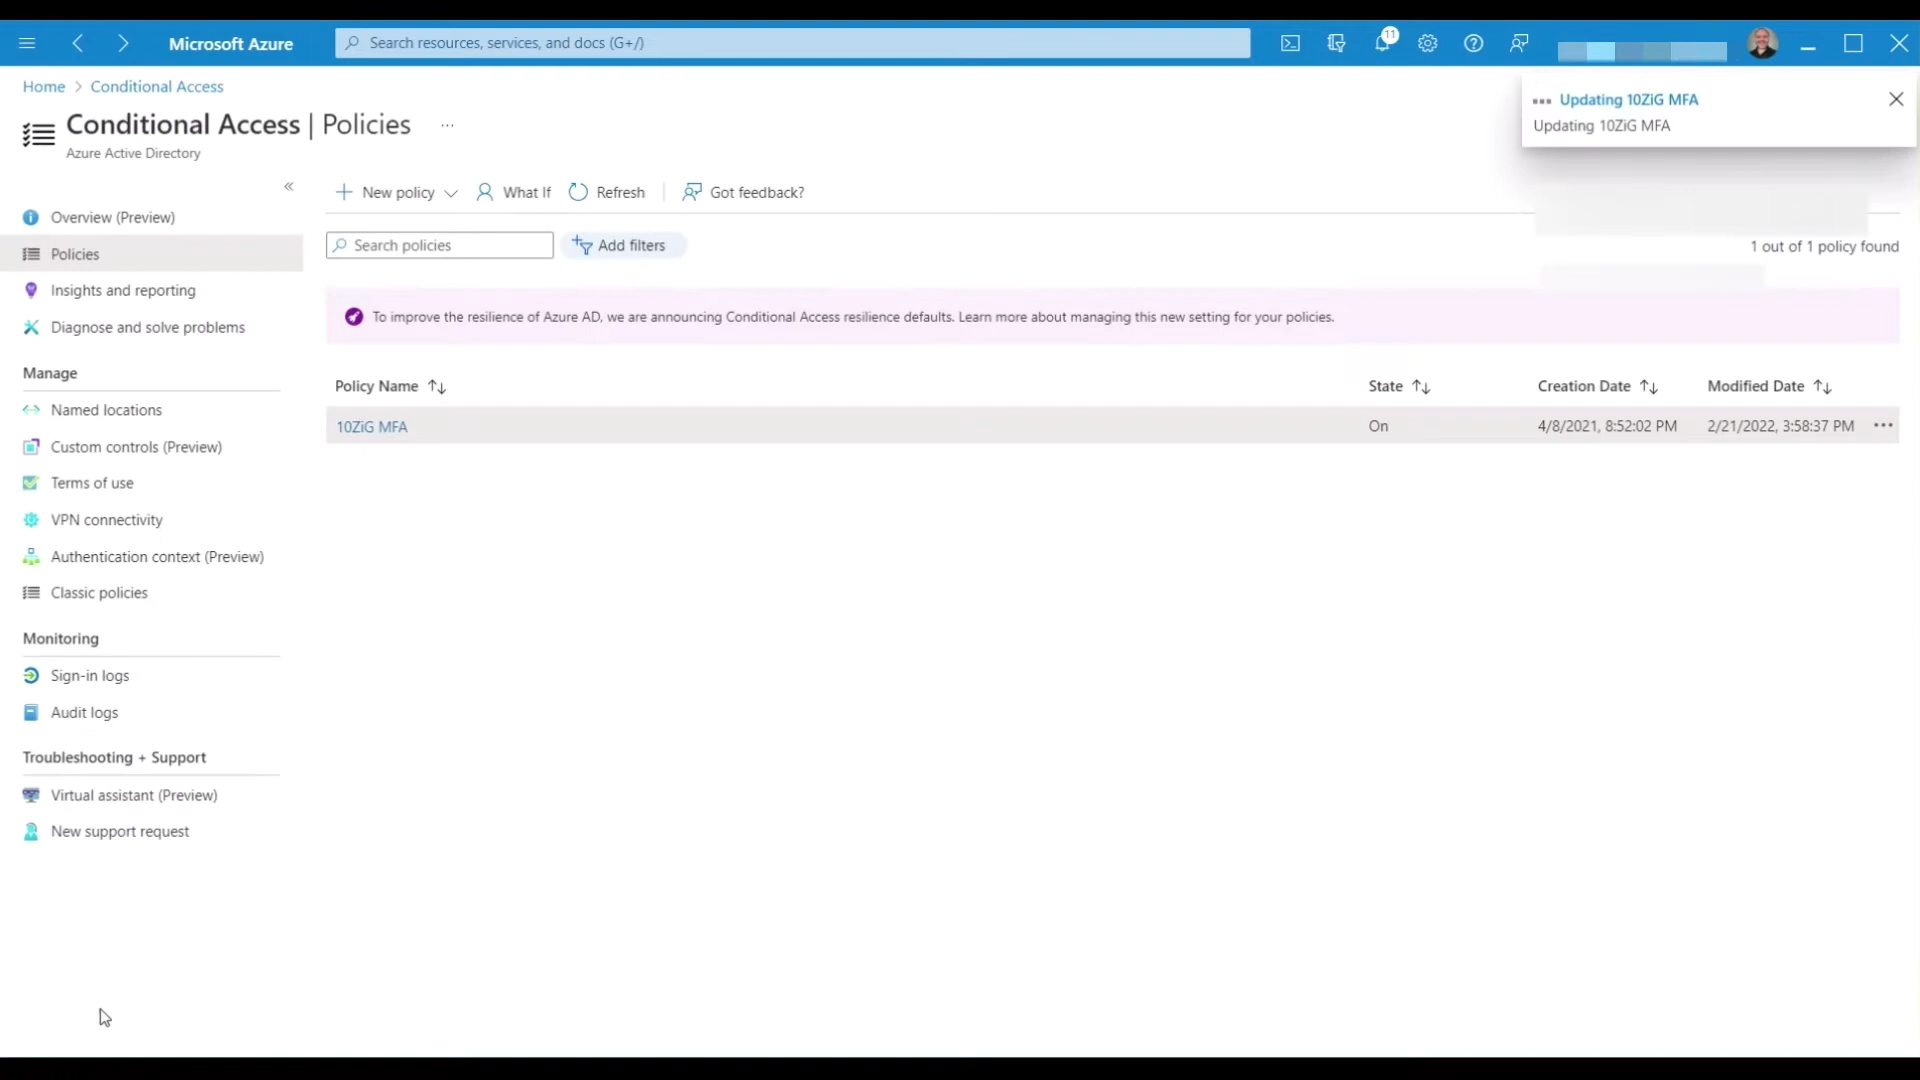 Microsoft Azure
Search resources, services, and docs (G+/)
11
Home > Conditional Access
Updating 10ZiG MFA
Updating 10ZiG MFA
Conditional Access | Policies
...
Azure Active Directory
«
New policy
What If
Refresh
Got feedback?
Overview (Preview)
Policies
Insights and reporting
Diagnose and solve problems
Manage
Named locations
Custom controls (Preview)
Terms of use
VPN connectivity
Authentication context (Preview)
Classic policies
Monitoring
Sign-in logs
Audit logs
Troubleshooting + Support
Virtual assistant (Preview)
New support request
Search policies
Add filters
1 out of 1 policy found
To improve the resilience of Azure AD, we are announcing Conditional Access resilience defaults. Learn more about managing this new setting for your policies.
Policy Name ↑↓ State ↑↓ Creation Date ↑↓ Modified Date ↑↓
10ZiG MFA On 4/8/2021, 8:52:02 PM 2/21/2022, 3:58:37 PM ...